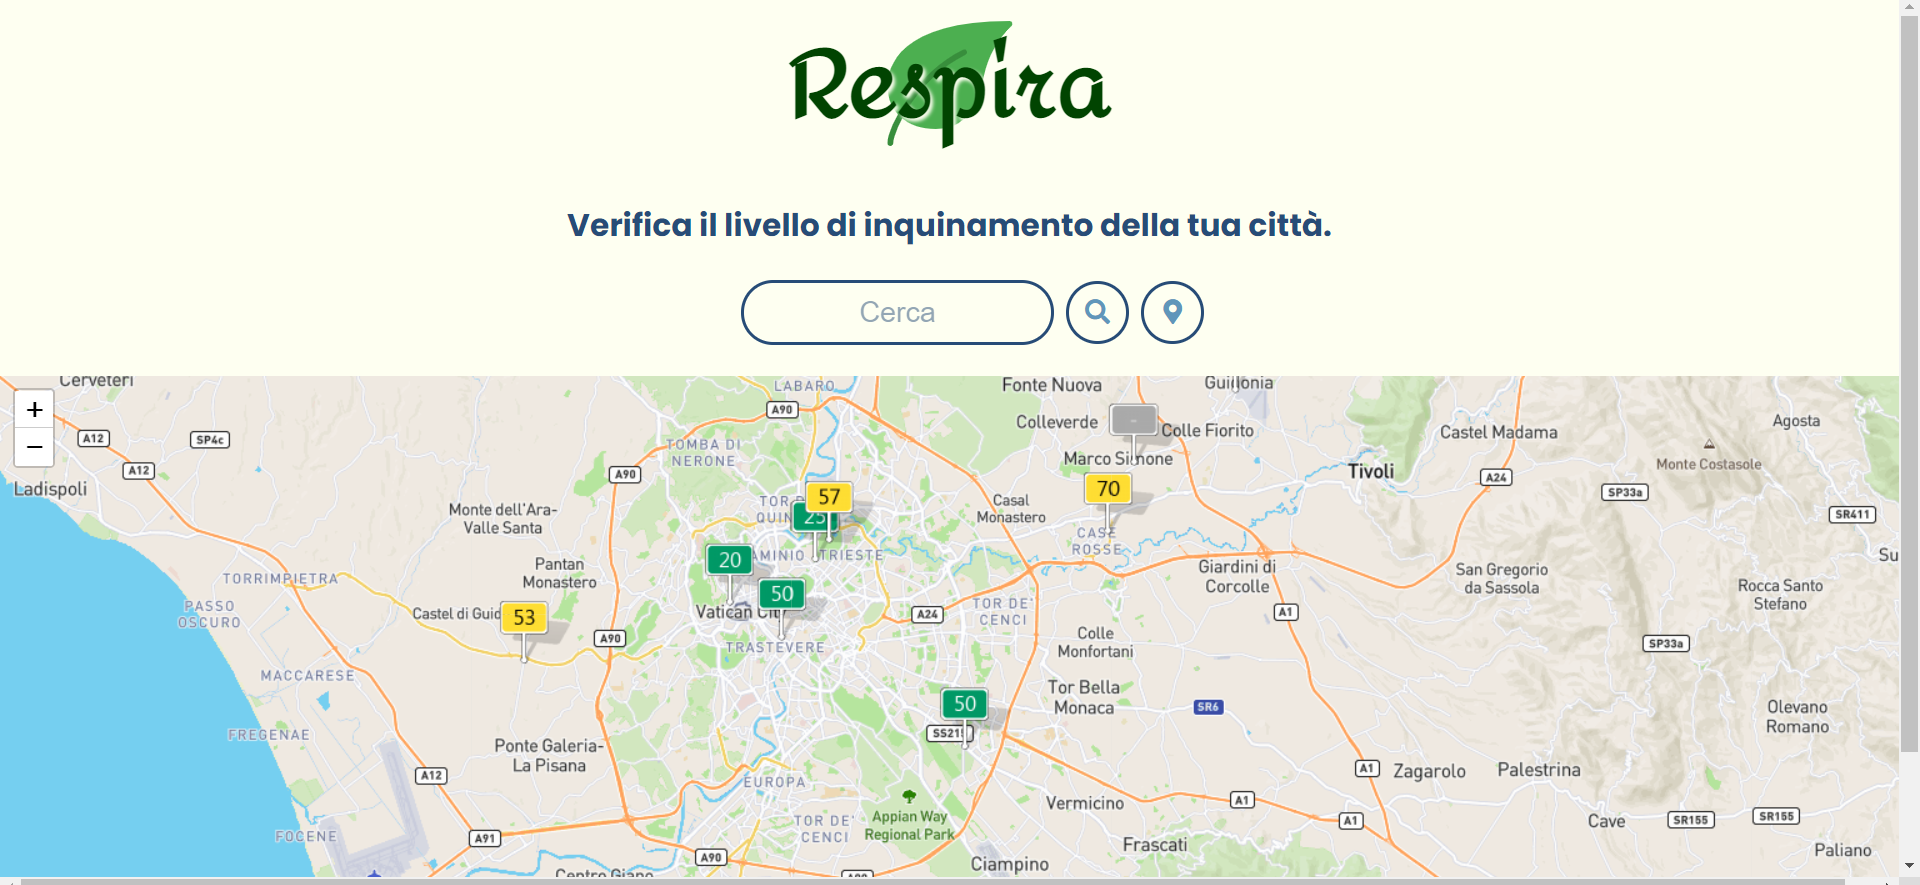 Respira
Verifica il livello di inquinamento della tua città.
Cerca
+
−
Cerveteri
LABARO
Fonte Nuova
Guidonia
A90
Colleverde
-
Colle Fiorito
Agosta
A12
SP4c
TOMBA DI
NERONE
Castel Madama
Marco Simone
Monte Costasole
A12
A90
Tivoli
A24
Ladispoli
70
SP33a
57
Casal
Monastero
Monte dell'Ara-
Valle Santa
25
SR411
CASE
ROSSE
20
TRIESTE
Pantan
Monastero
Giardini di
Corcolle
San Gregorio
da Sassola
TORRIMPIETRA
50
Rocca Santo
Stefano
PASSO
OSCURO
Castel di Guid
53
Vatican City
A24
TOR DE'
CENCI
A1
A90
Colle
Monfortani
SP33a
TRASTEVERE
MACCARESE
Tor Bella
Monaca
50
SR6
Olevano
Romano
FREGENAE
SS215
Ponte Galeria-
La Pisana
A12
EUROPA
A1
Zagarolo
Palestrina
Vermicino
A1
Appian Way
Regional Park
TOR DE'
CENCI
A1
Cave
SR155
SR155
FOCENE
A91
Frascati
Paliano
A90
Ciampino
Centro Giano
A90